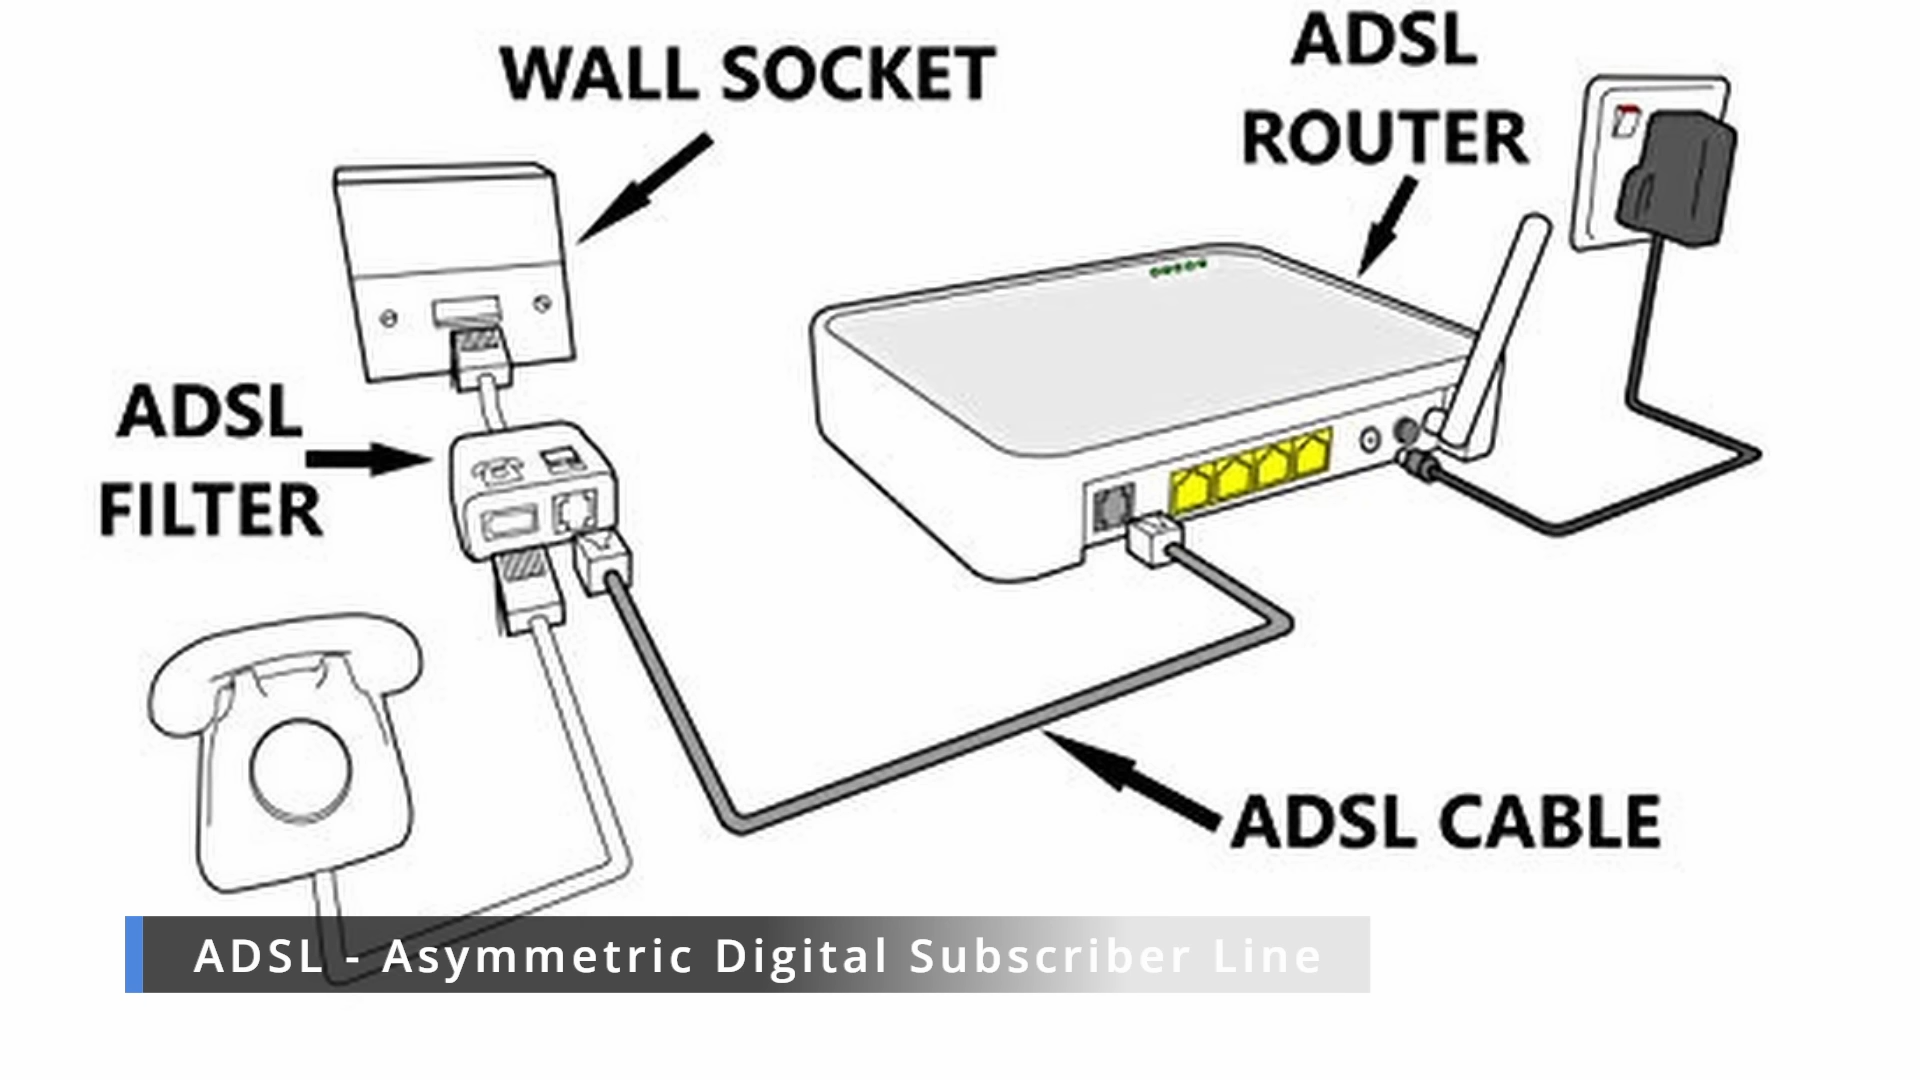 WALL SOCKET
ADSL
ROUTER
ADSL
FILTER
ADSL CABLE
ADSL - Asymmetric Digital Subscriber Line